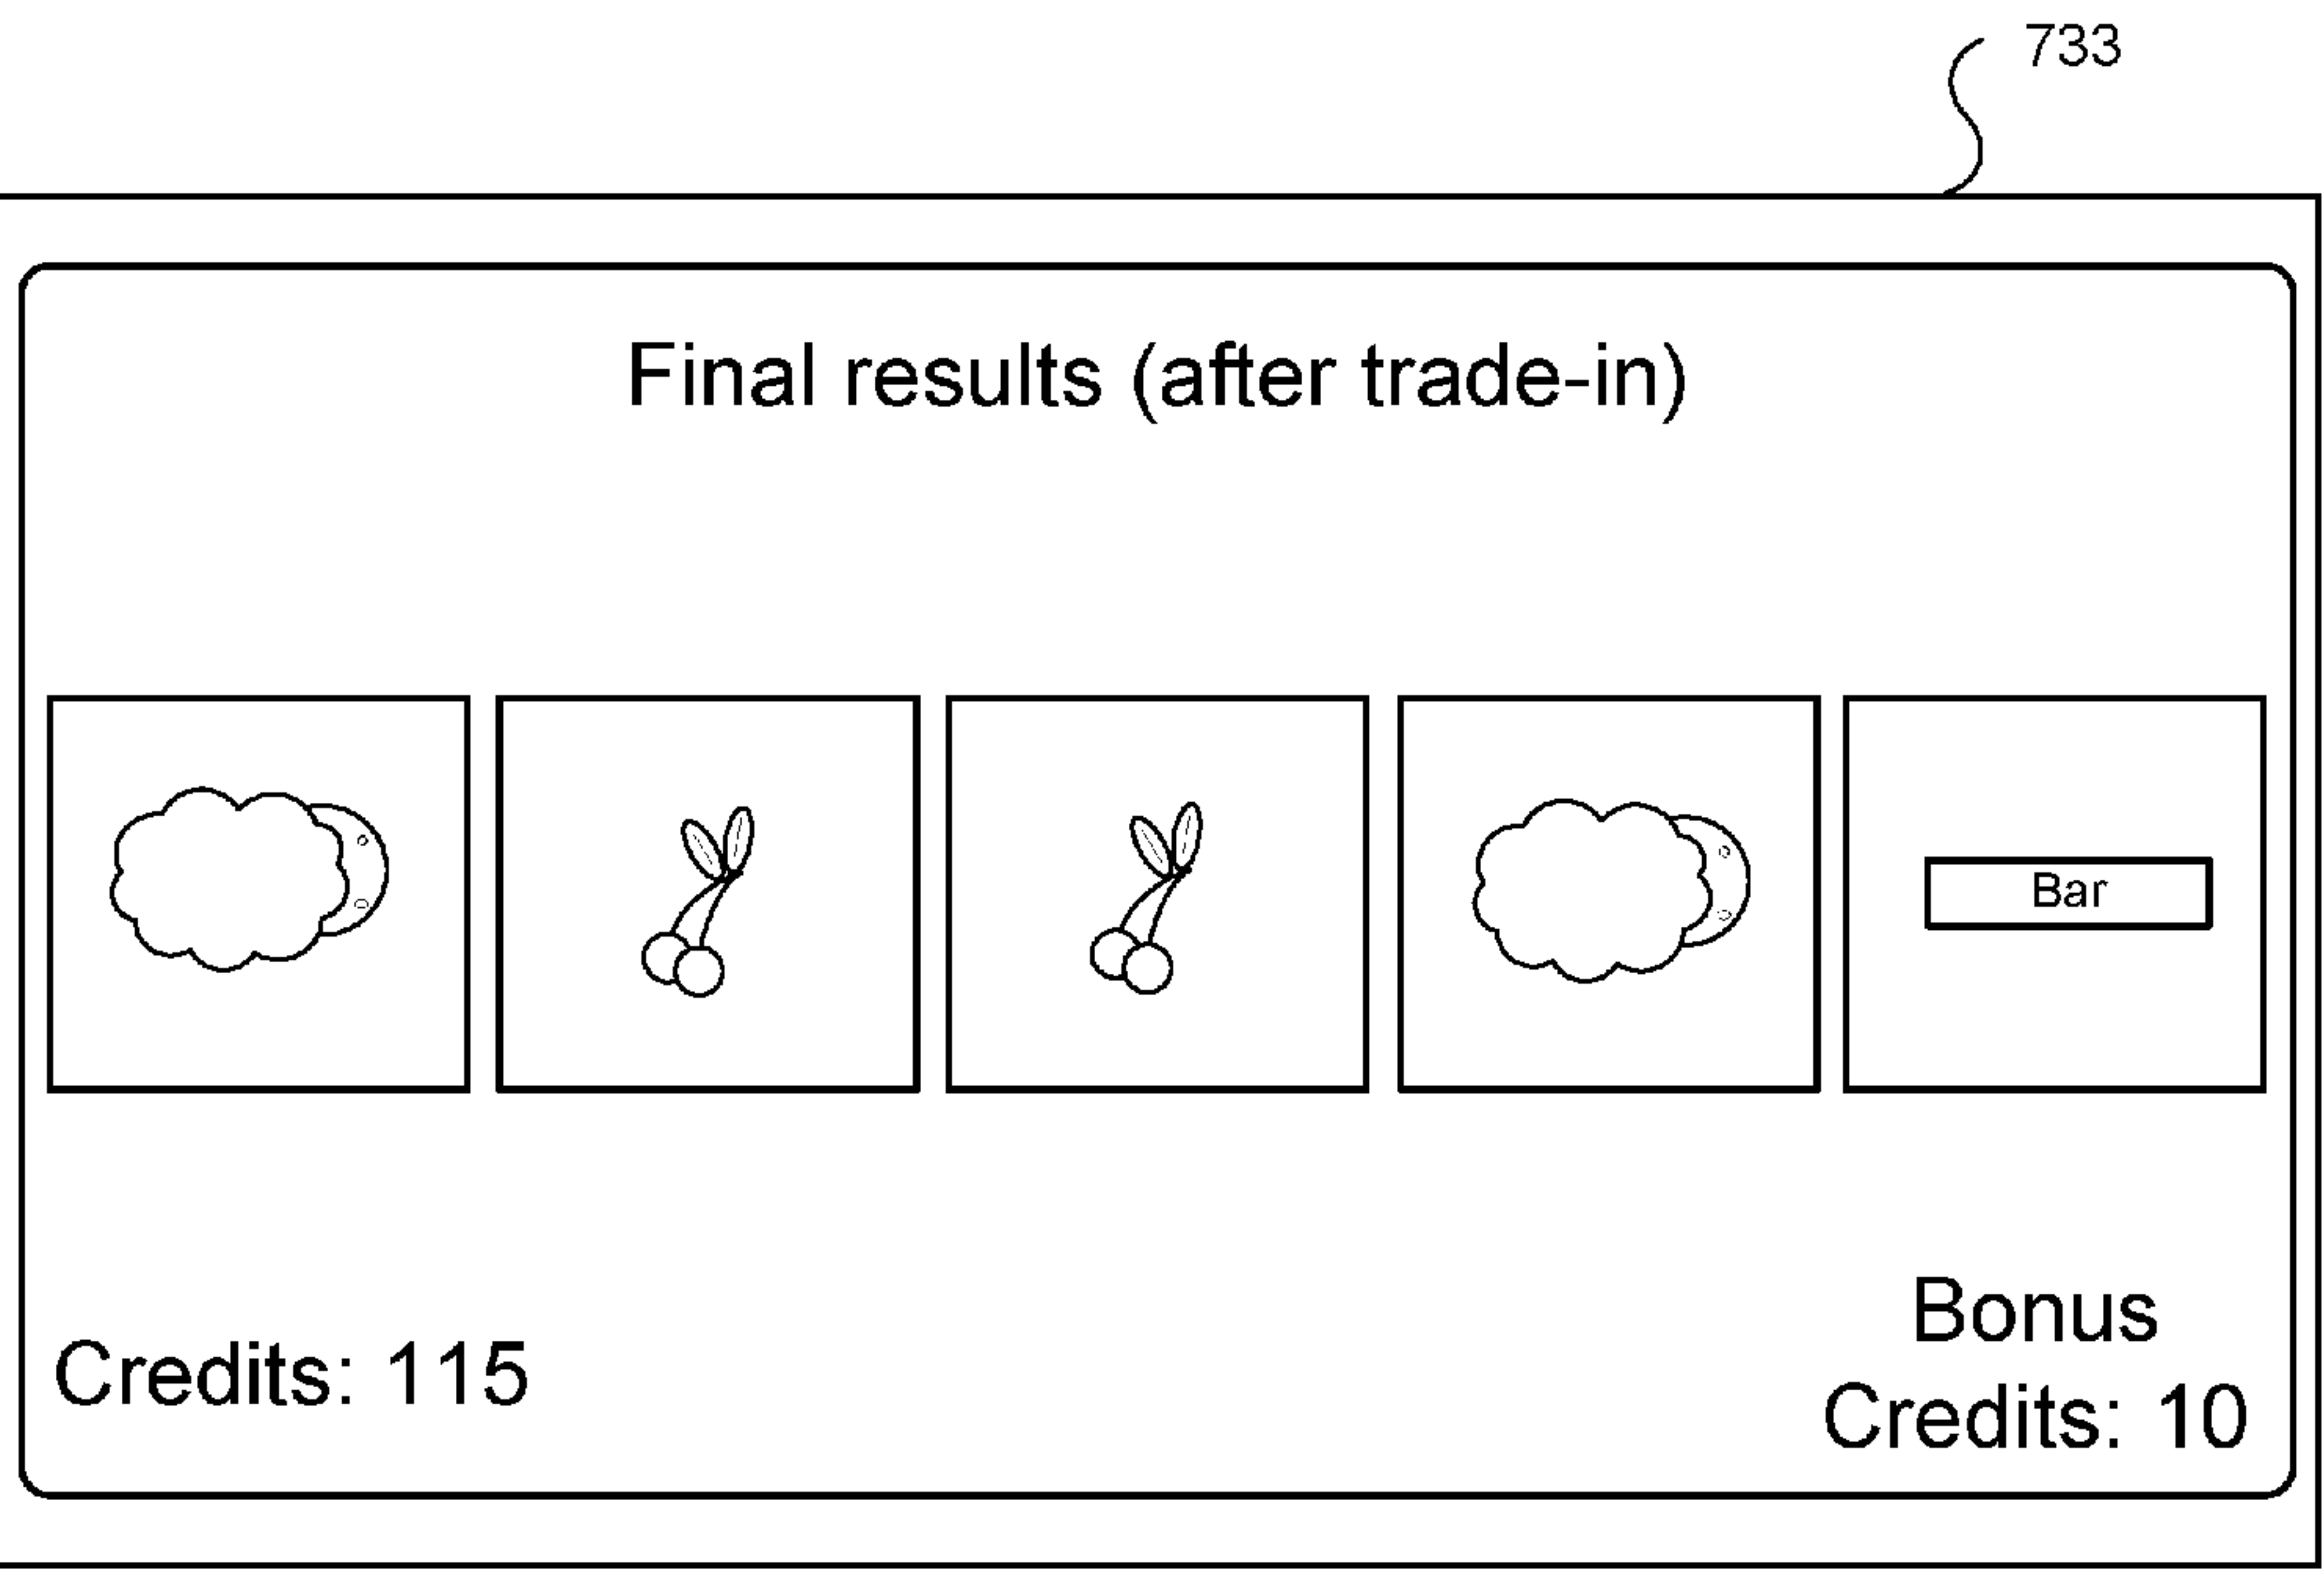 733
Final results (after trade-in)
Bar
Credits: 115
Bonus
Credits: 10